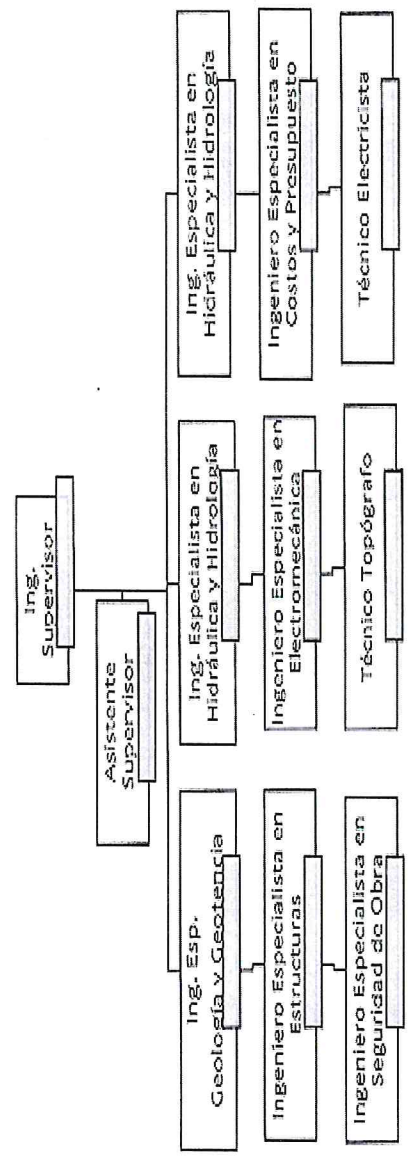 Ing.
Supervisor
Asistente
Supervisor
Ing. Esp.
Geología y Geotencia
Ing. Especialista en
Hidráulica y Hidrología
Ing. Especialista en
Hidráulica y Hidrología
Ingeniero Especialista en
Estructuras
Ingeniero Especialista en
Electromecánica
Ingeniero Especialista en
Costos y Presupuesto
Ingeniero Especialista en
Seguridad de Obra
Técnico Topógrafo
Técnico Electricista